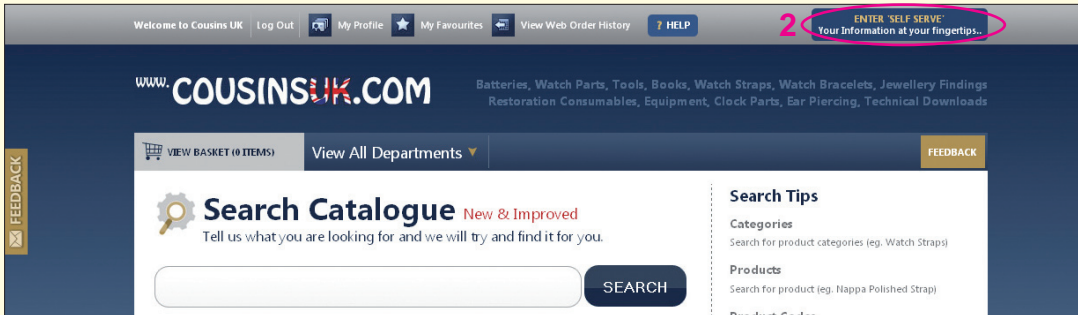 Welcome to Cousins UK Log Out My Profile My Favourites View Web Order History ? HELP
2
ENTER 'SELF SERVE'
Your Information at your fingertips..
www.COUSINSUK.COM
Batteries, Watch Parts, Tools, Books, Watch Straps, Watch Bracelets, Jewellery Findings
Restoration Consumables, Equipment, Clock Parts, Ear Piercing, Technical Downloads
VIEW BASKET (0 ITEMS) View All Departments FEEDBACK
FEEDBACK
Search Catalogue New & Improved
Tell us what you are looking for and we will try and find it for you.
SEARCH
Search Tips
Categories
Search for product categories (eg. Watch Straps)
Products
Search for product (eg. Nappa Polished Strap)
Product Codes